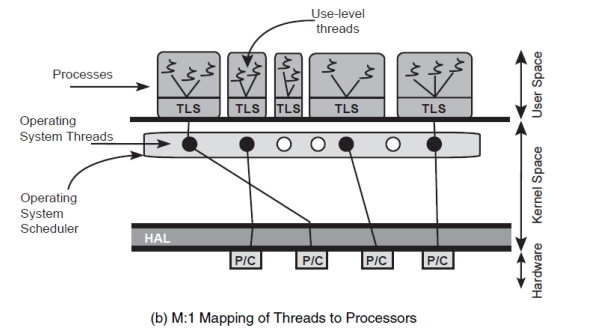 Use-level
threads
Processes
TLS
TLS
TLS
TLS
TLS
User Space
Operating
System Threads
Kernel Space
Operating
System
Scheduler
HAL
P/C
P/C
P/C
P/C
Hardware
(b) M:1 Mapping of Threads to Processors